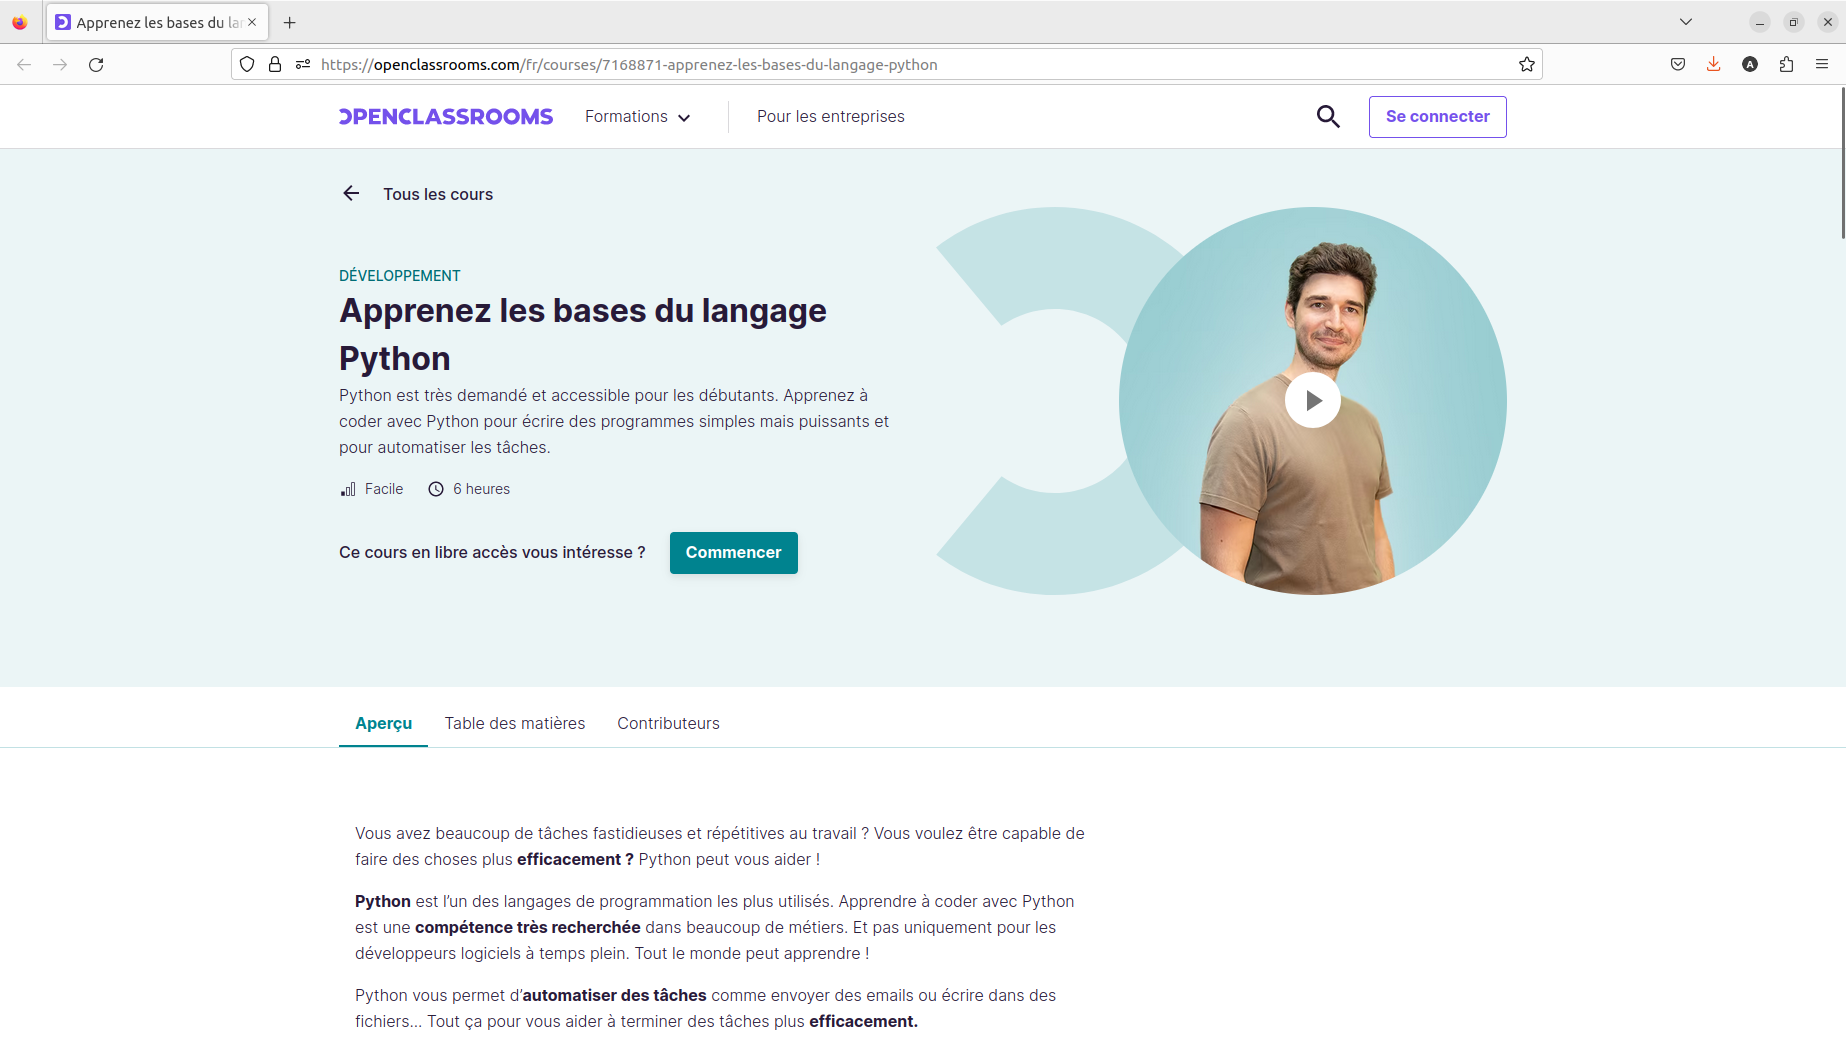 Apprenez les bases du lan
https://openclassrooms.com/fr/courses/7168871-apprenez-les-bases-du-langage-python
A
OPENCLASSROOMS
Formations
Pour les entreprises
Se connecter
Tous les cours
DÉVELOPPEMENT
Apprenez les bases du langage
Python
Python est très demandé et accessible pour les débutants. Apprenez à
coder avec Python pour écrire des programmes simples mais puissants et
pour automatiser les tâches.
Facile 6 heures
Ce cours en libre accès vous intéresse ? Commencer
Aperçu Table des matières Contributeurs
Vous avez beaucoup de tâches fastidieuses et répétitives au travail ? Vous voulez être capable de
faire des choses plus efficacement ? Python peut vous aider !
Python est l’un des langages de programmation les plus utilisés. Apprendre à coder avec Python
est une compétence très recherchée dans beaucoup de métiers. Et pas uniquement pour les
développeurs logiciels à temps plein. Tout le monde peut apprendre !
Python vous permet d’automatiser des tâches comme envoyer des emails ou écrire dans des
fichiers... Tout ça pour vous aider à terminer des tâches plus efficacement.